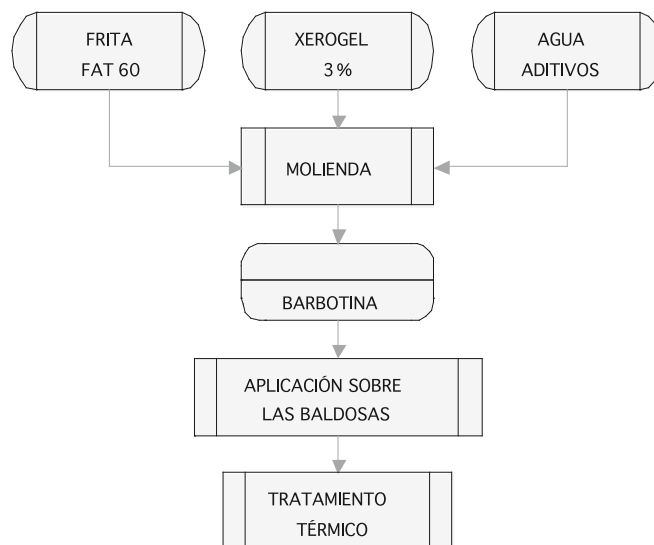 FRITA
FAT 60
XEROGEL
3%
AGUA
ADITIVOS
MOLIENDA
BARBOTINA
APLICACIÓN SOBRE
LAS BALDOSAS
TRATAMIENTO
TÉRMICO